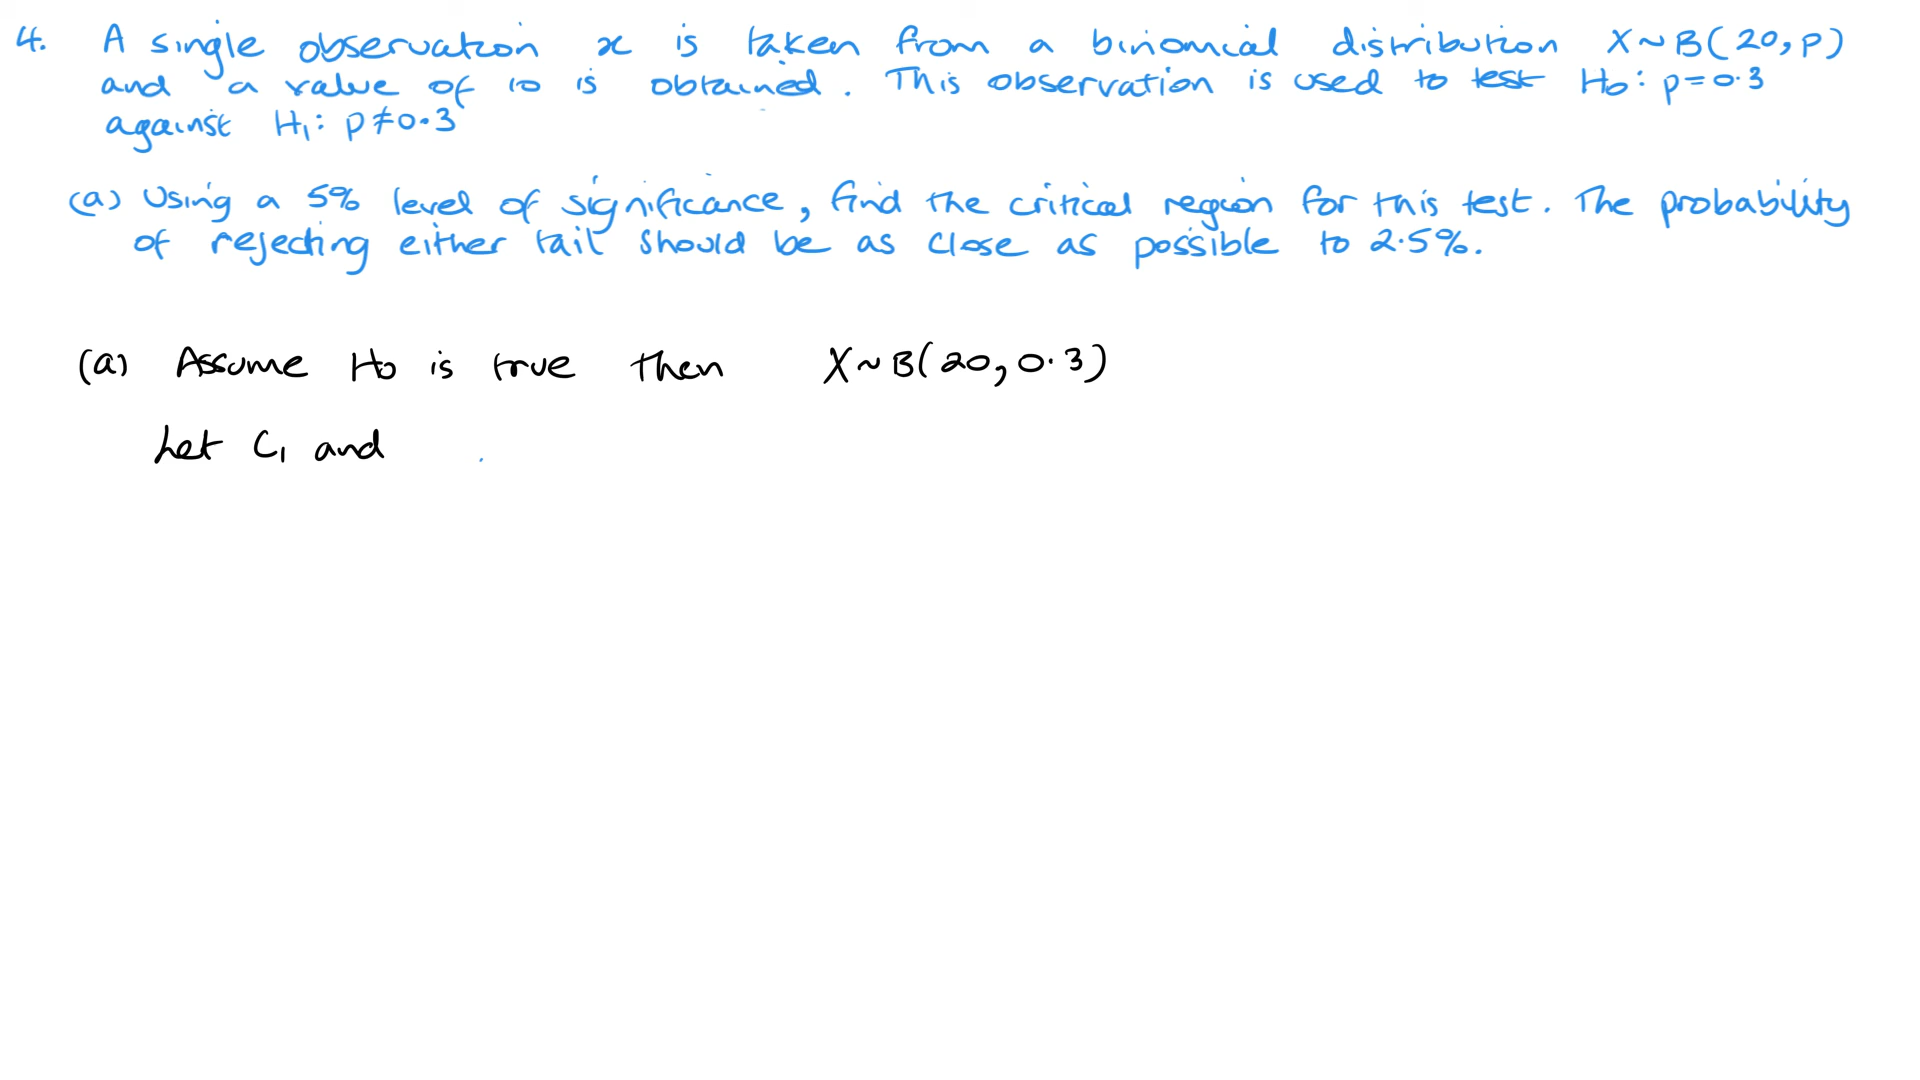 4. A single observation x is taken from a binomial distribution X~B(20,p)
and a value of 10 is obtained. This observation is used to test H₀: p=0.3
against H₁: p≠0.3
(a) Using a 5% level of significance, find the critical region for this test. The probability
of rejecting either tail should be as close as possible to 2.5%.
(a) Assume H₀ is true then X~B(20,0.3)
Let C₁ and